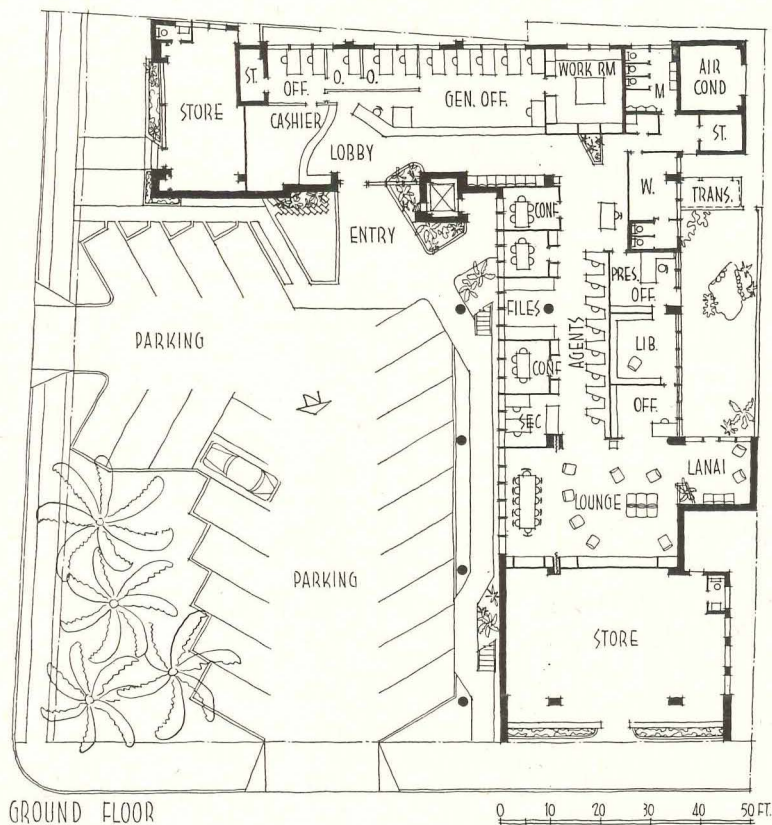 AIR
COND
ST.
OFF.
O.
O.
GEN. OFF.
WORK RM
M
STORE
CASHIER
ST.
LOBBY
W.
TRANS.
CONF
ENTRY
PRES.
OFF.
FILES
AGENTS
LIB.
PARKING
CONF
SEC
OFF.
LANAI
LOUNGE
PARKING
STORE
GROUND FLOOR
0 10 20 30 40 50 FT.